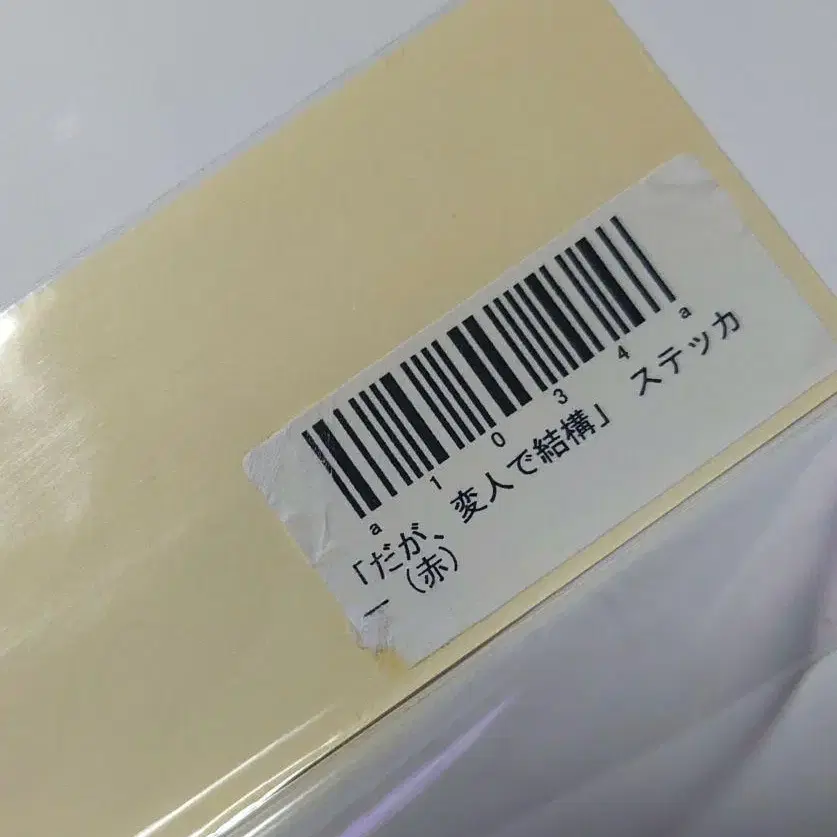 a 1 0 3 4 a
「だが、変人で結構」 ステッカ
ー（赤）